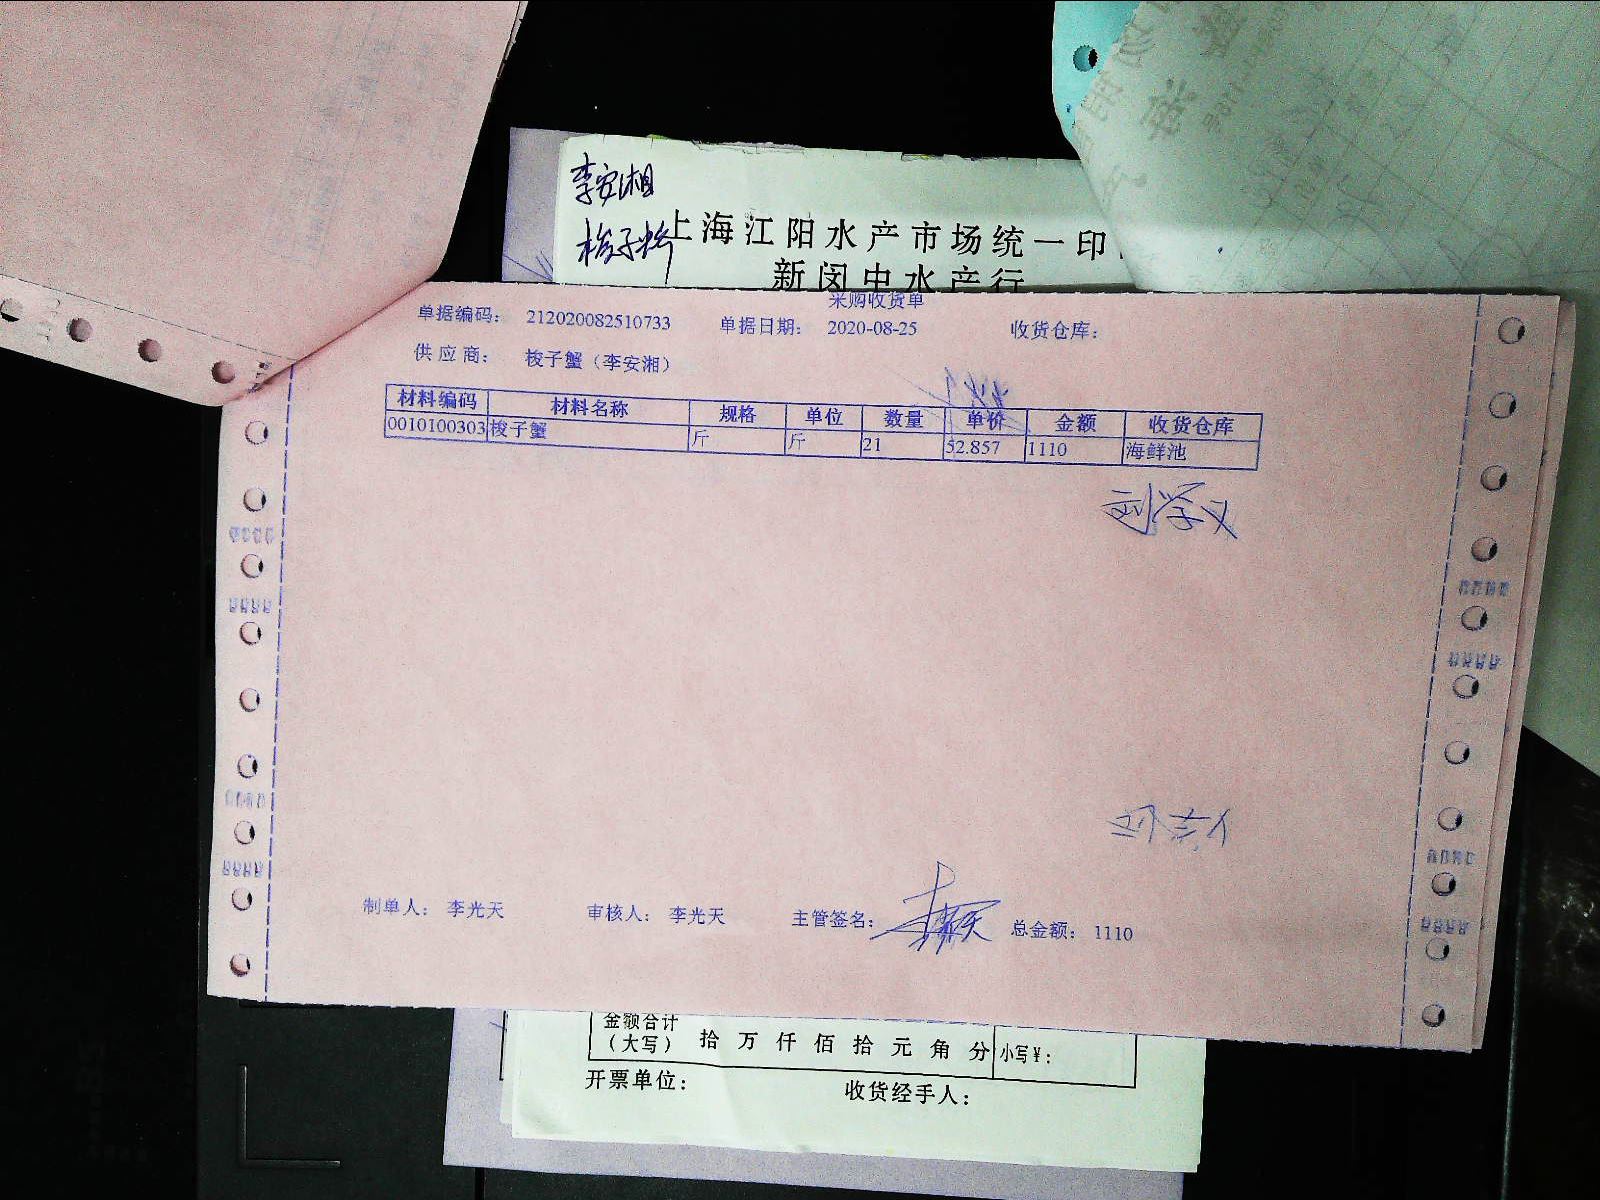 李安湘
梭子蟹
上海江阳水产市场统一印
新闵中水产行
采购收货单
单据编码： 212020082510733 单据日期： 2020-08-25 收货仓库：
供应商： 梭子蟹（李安湘）
材料编码 材料名称 规格 单位 数量 单价 金额 收货仓库
0010100303 梭子蟹 斤 斤 21 52.857 1110 海鲜池
刘学义
制单人： 李光天 审核人： 李光天 主管签名： 总金额： 1110
金额合计
（大写） 拾 万 仟 佰 拾 元 角 分 小写¥：
开票单位： 收货经手人：